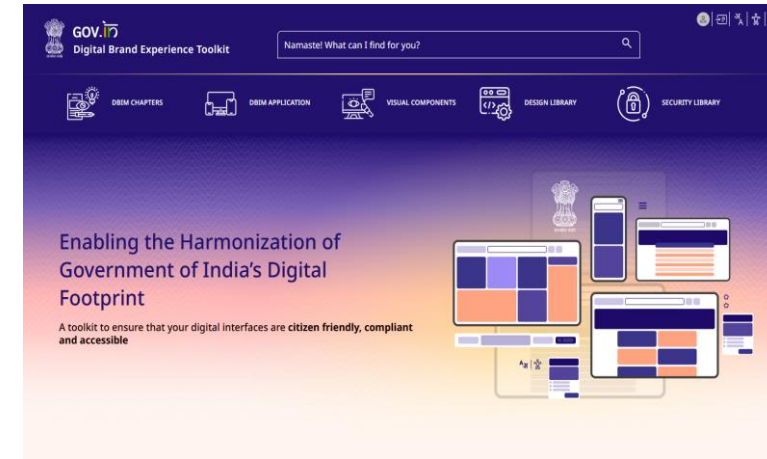 GOV.in
Digital Brand Experience Toolkit
Namaste! What can I find for you?
DBIM CHAPTERS
DBIM APPLICATION
VISUAL COMPONENTS
DESIGN LIBRARY
SECURITY LIBRARY
Enabling the Harmonization of
Government of India's Digital
Footprint
A toolkit to ensure that your digital interfaces are citizen friendly, compliant
and accessible